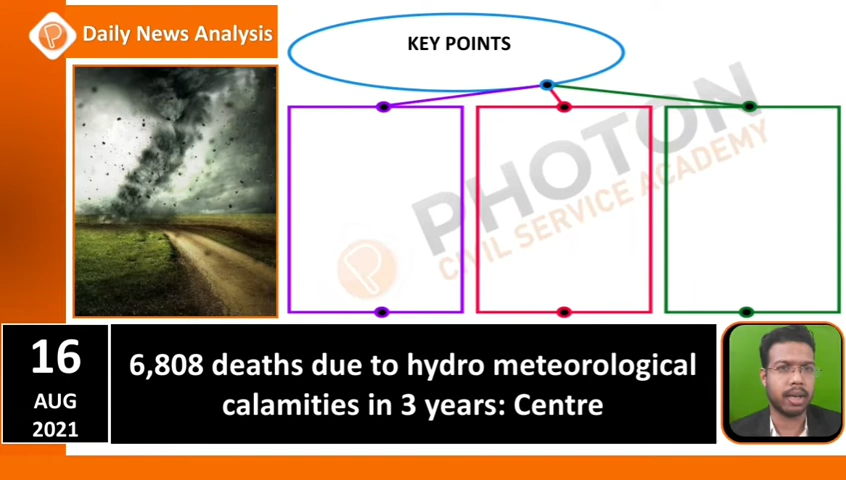 Daily News Analysis
KEY POINTS
PHOTON
CIVIL SERVICE ACADEMY
16
AUG
2021
6,808 deaths due to hydro meteorological
calamities in 3 years: Centre